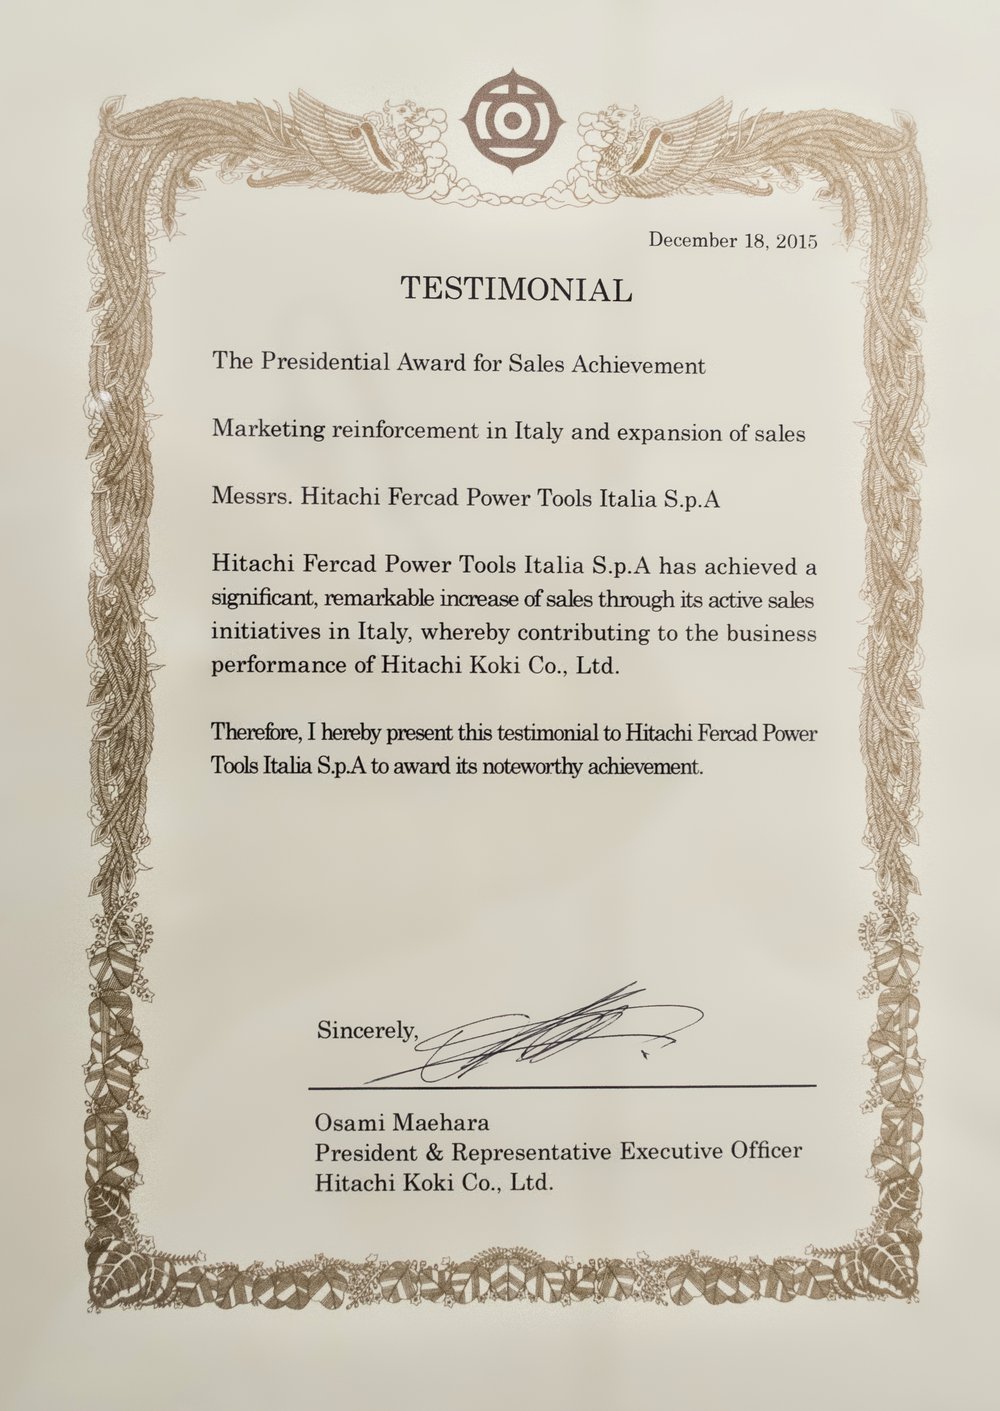 December 18, 2015
TESTIMONIAL
The Presidential Award for Sales Achievement
Marketing reinforcement in Italy and expansion of sales
Messrs. Hitachi Fercad Power Tools Italia S.p.A
Hitachi Fercad Power Tools Italia S.p.A has achieved a
significant, remarkable increase of sales through its active sales
initiatives in Italy, whereby contributing to the business
performance of Hitachi Koki Co., Ltd.
Therefore, I hereby present this testimonial to Hitachi Fercad Power
Tools Italia S.p.A to award its noteworthy achievement.
Sincerely,
Osami Maehara
President & Representative Executive Officer
Hitachi Koki Co., Ltd.